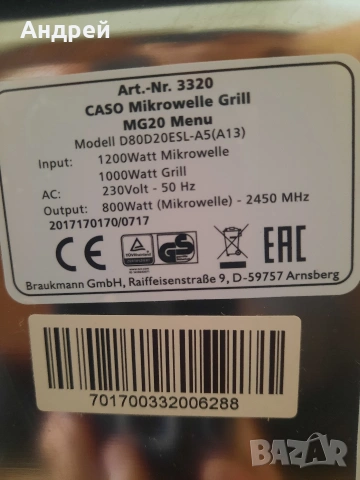 Андрей
Art.-Nr. 3320
CASO Mikrowelle Grill
MG20 Menu
Modell D80D20ESL-A5(A13)
Input: 1200Watt Mikrowelle
1000Watt Grill
AC: 230Volt - 50 Hz
Output: 800Watt (Mikrowelle) - 2450 MHz
2017170170/0717
CE GS EAC
Braukmann GmbH, Raiffeisenstraße 9, D-59757 Arnsberg
701700332006288
BAZAR